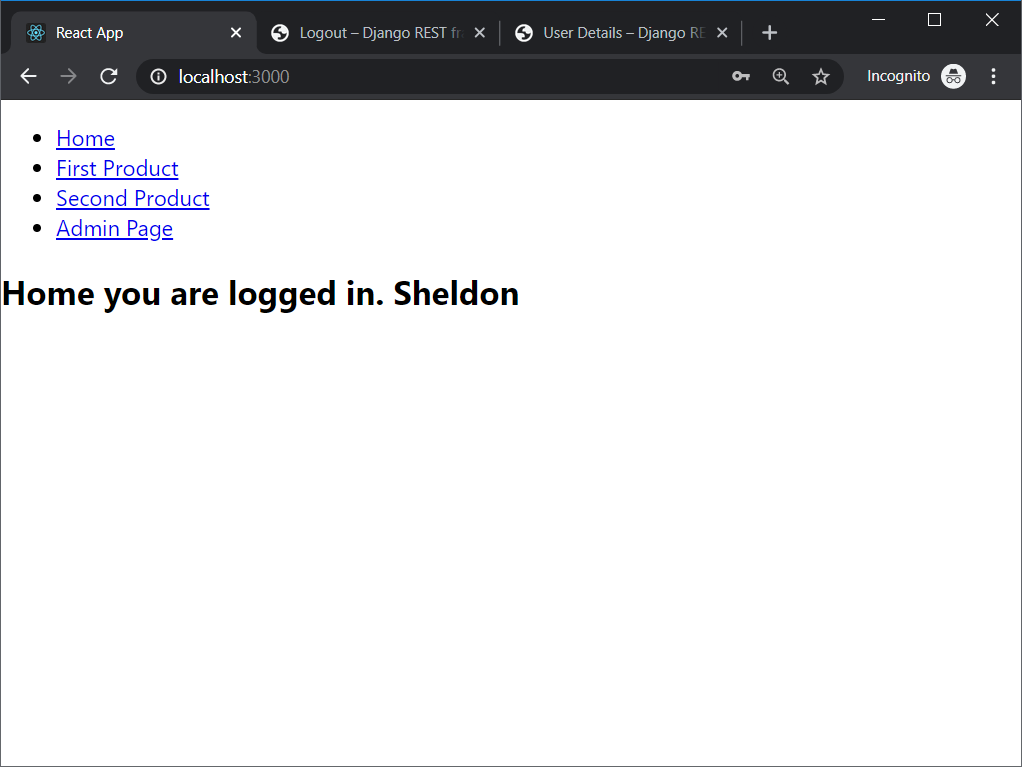 React App
Logout – Django REST fr
User Details – Django RE
localhost:3000
Incognito
Home
First Product
Second Product
Admin Page
Home you are logged in. Sheldon